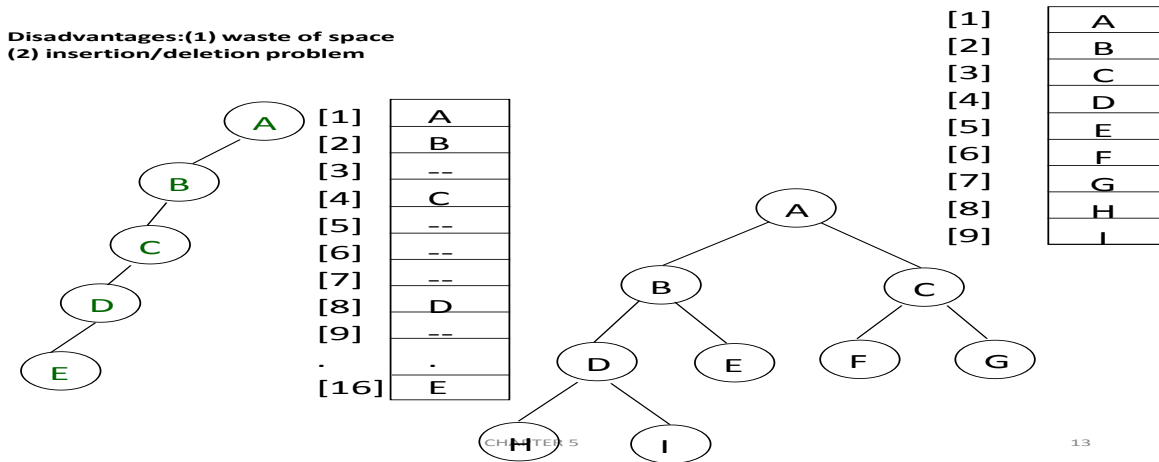 Disadvantages:(1) waste of space
(2) insertion/deletion problem
A
B
C
D
E
[1] A
[2] B
[3] --
[4] C
[5] --
[6] --
[7] --
[8] D
[9] --
. .
[16] E
A
B C
D E F G
H I
[1] A
[2] B
[3] C
[4] D
[5] E
[6] F
[7] G
[8] H
[9] I
CHAPTER 5 13